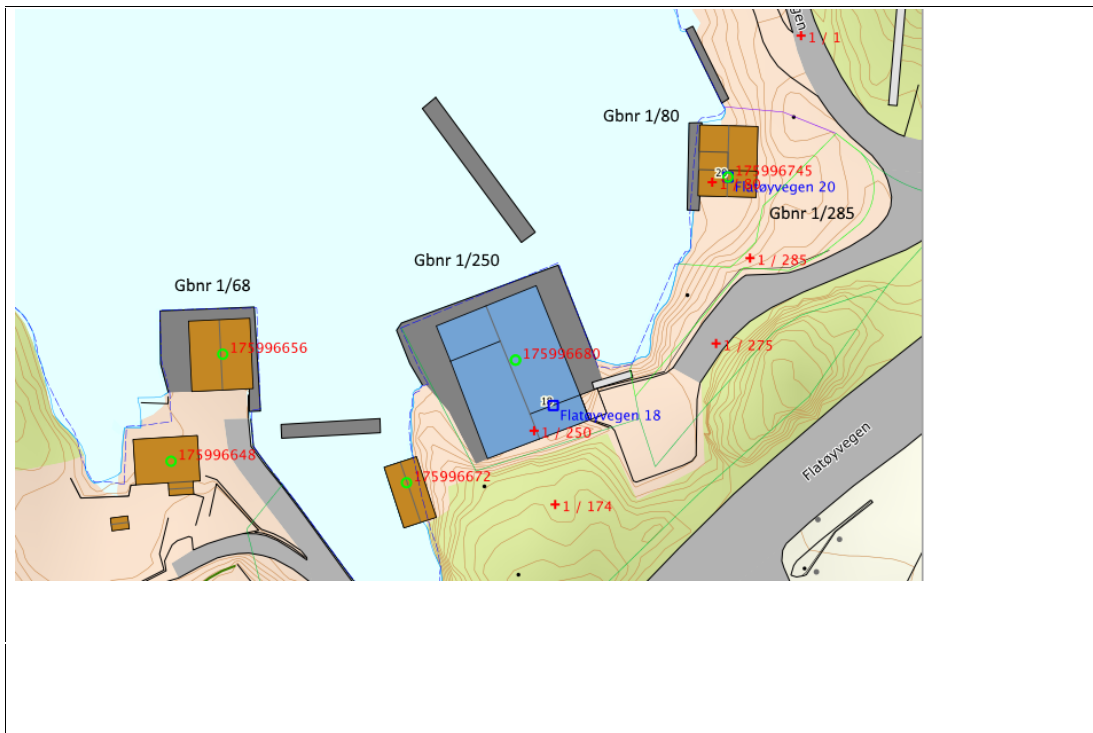 gen
1 / 1
Gbnr 1/80
175996745
20
Flatøyvegen 20
Gbnr 1/285
1 / 285
Gbnr 1/250
Gbnr 1/68
175996656
175996680
1 / 275
18
Flatøyvegen 18
1 / 250
175996648
175996672
1 / 174
Flatøyvegen